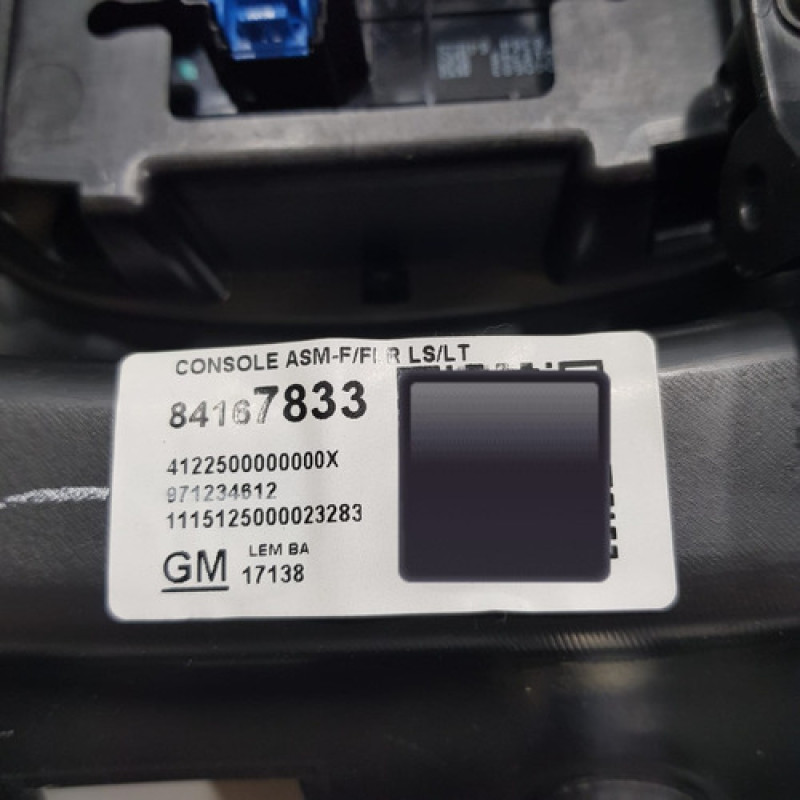 CONSOLE ASM-F/FLR LS/LT
84167833
4122500000000X
971234612
1115125000023283
GM LEM BA
17138